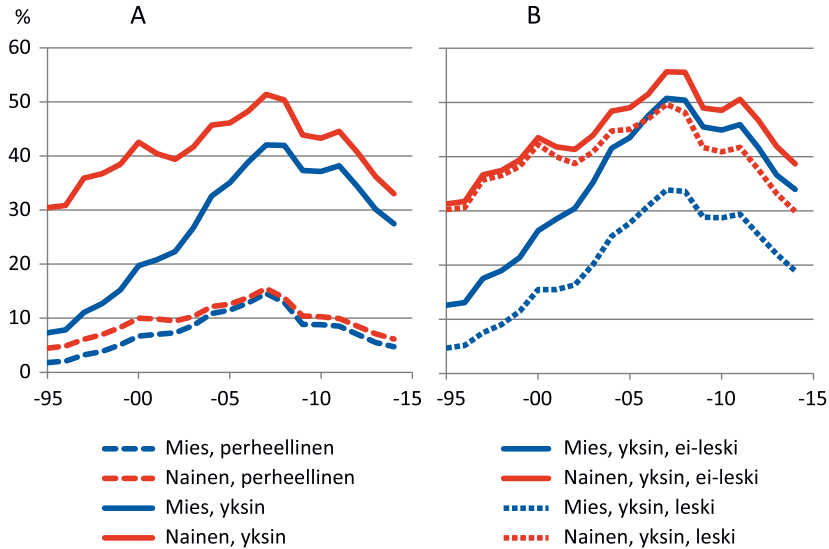 % A B
60
50
40
30
20
10
0
-95 -00 -05 -10 -15 -95 -00 -05 -10 -15
Mies, perheellinen
Nainen, perheellinen
Mies, yksin
Nainen, yksin
Mies, yksin, ei-leski
Nainen, yksin, ei-leski
Mies, yksin, leski
Nainen, yksin, leski